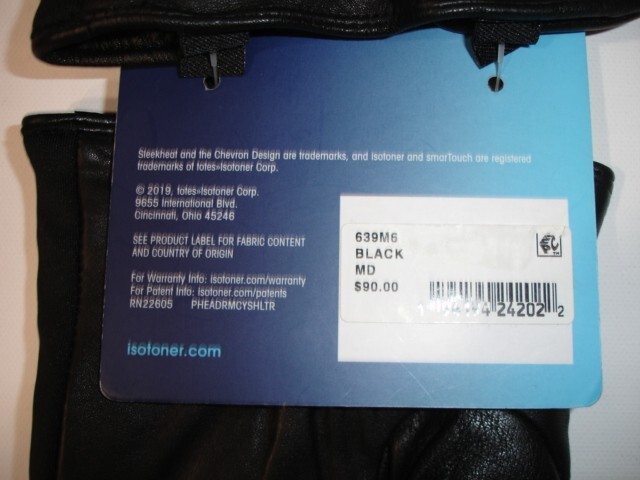 Sleekheat and the Chevron Design are trademarks, and isotoner and smarTouch are registered
trademarks of totes»Isotoner Corp.
© 2019, totes»Isotoner Corp.
9655 International Blvd.
Cincinnati, Ohio 45246
SEE PRODUCT LABEL FOR FABRIC CONTENT
AND COUNTRY OF ORIGIN
For Warranty Info: isotoner.com/warranty
For Patent Info: isotoner.com/patents
RN22605 PHEADRMCYSHLTR
isotoner.com
639M6
BLACK
MD
$90.00
24202 2